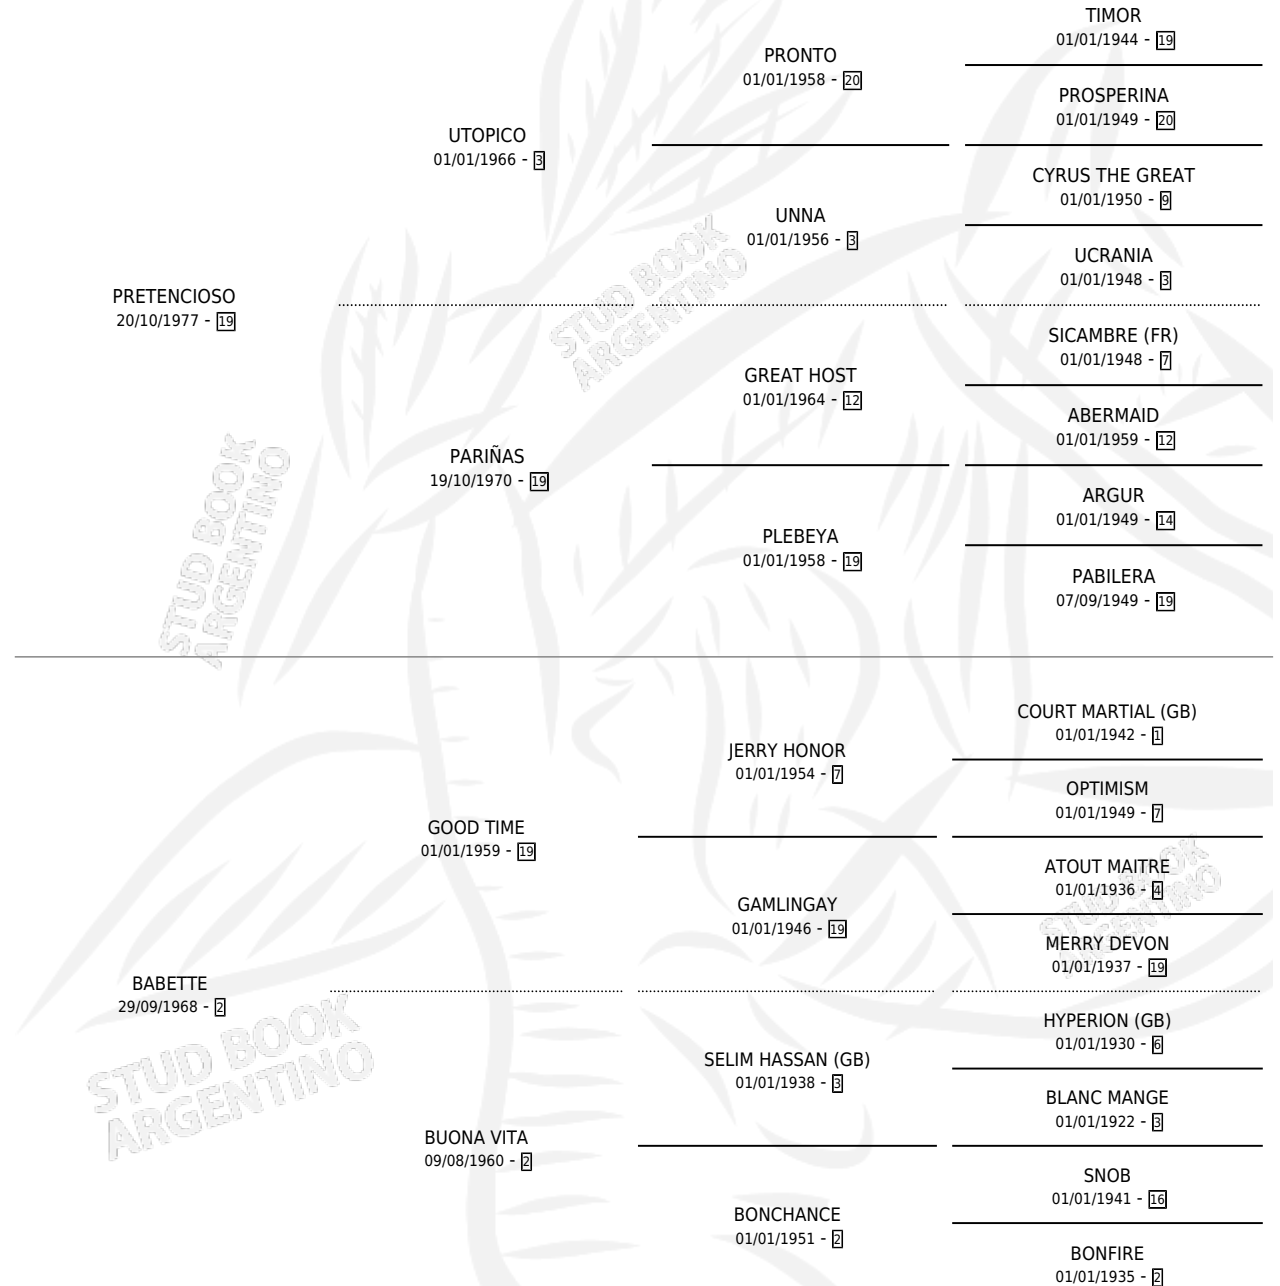 TIMOR
01/01/1944 - 19
PRONTO
01/01/1958 - 20
PROSPERINA
01/01/1949 - 20
UTOPICO
01/01/1966 - 3
CYRUS THE GREAT
01/01/1950 - 9
UNNA
01/01/1956 - 3
UCRANIA
01/01/1948 - 3
STUD BOOK
ARGENTINO
PRETENCIOSO
20/10/1977 - 19
SICAMBRE (FR)
01/01/1948 - 7
GREAT HOST
01/01/1964 - 12
ABERMAID
01/01/1959 - 12
PARIÑAS
19/10/1970 - 19
ARGUR
01/01/1949 - 14
PLEBEYA
01/01/1958 - 19
PABILERA
07/09/1949 - 19
STUD BOOK
ARGENTINO
COURT MARTIAL (GB)
01/01/1942 - 1
JERRY HONOR
01/01/1954 - 7
OPTIMISM
01/01/1949 - 7
GOOD TIME
01/01/1959 - 19
ATOUT MAITRE
01/01/1936 - 4
GAMLINGAY
01/01/1946 - 19
MERRY DEVON
01/01/1937 - 19
STUD BOOK
ARGENTINO
BABETTE
29/09/1968 - 2
HYPERION (GB)
01/01/1930 - 6
SELIM HASSAN (GB)
01/01/1938 - 3
BLANC MANGE
01/01/1922 - 3
STUD BOOK
ARGENTINO
BUONA VITA
09/08/1960 - 2
SNOB
01/01/1941 - 16
BONCHANCE
01/01/1951 - 2
BONFIRE
01/01/1935 - 2